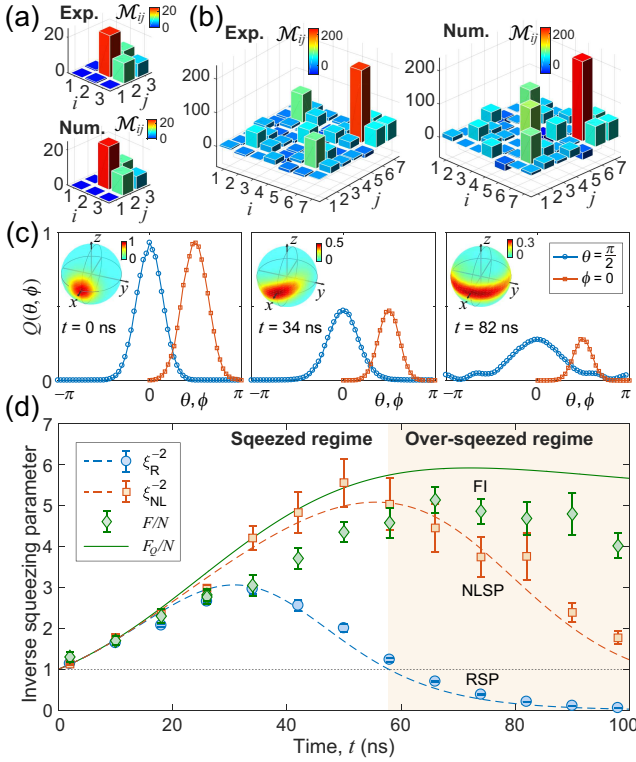 (a)
Exp.
ℳij
20
0
20
0
1
2
3
i
1
2
3
j
Num.
ℳij
20
0
20
0
1
2
3
i
1
2
3
j
(b)
Exp.
ℳij
200
0
200
100
0
1
2
3
4
5
6
7
i
1
2
3
4
5
6
7
j
Num.
ℳij
200
0
200
100
0
1
2
3
4
5
6
7
i
1
2
3
4
5
6
7
j
(c)
Q(θ, ϕ)
1
0
z
x
y
1
0
t = 0 ns
−π
0
θ, ϕ
π
z
x
y
0.5
0
t = 34 ns
−π
0
θ, ϕ
π
z
x
y
0.3
0
t = 82 ns
θ = π/2
ϕ = 0
−π
0
θ, ϕ
π
(d)
Inverse squeezing parameter
7
6
5
4
3
2
1
0
ξR−2
ξNL−2
F/N
FQ/N
Sqeezed regime
Over-sqeezed regime
FI
NLSP
RSP
0
20
40
60
80
100
Time, t (ns)